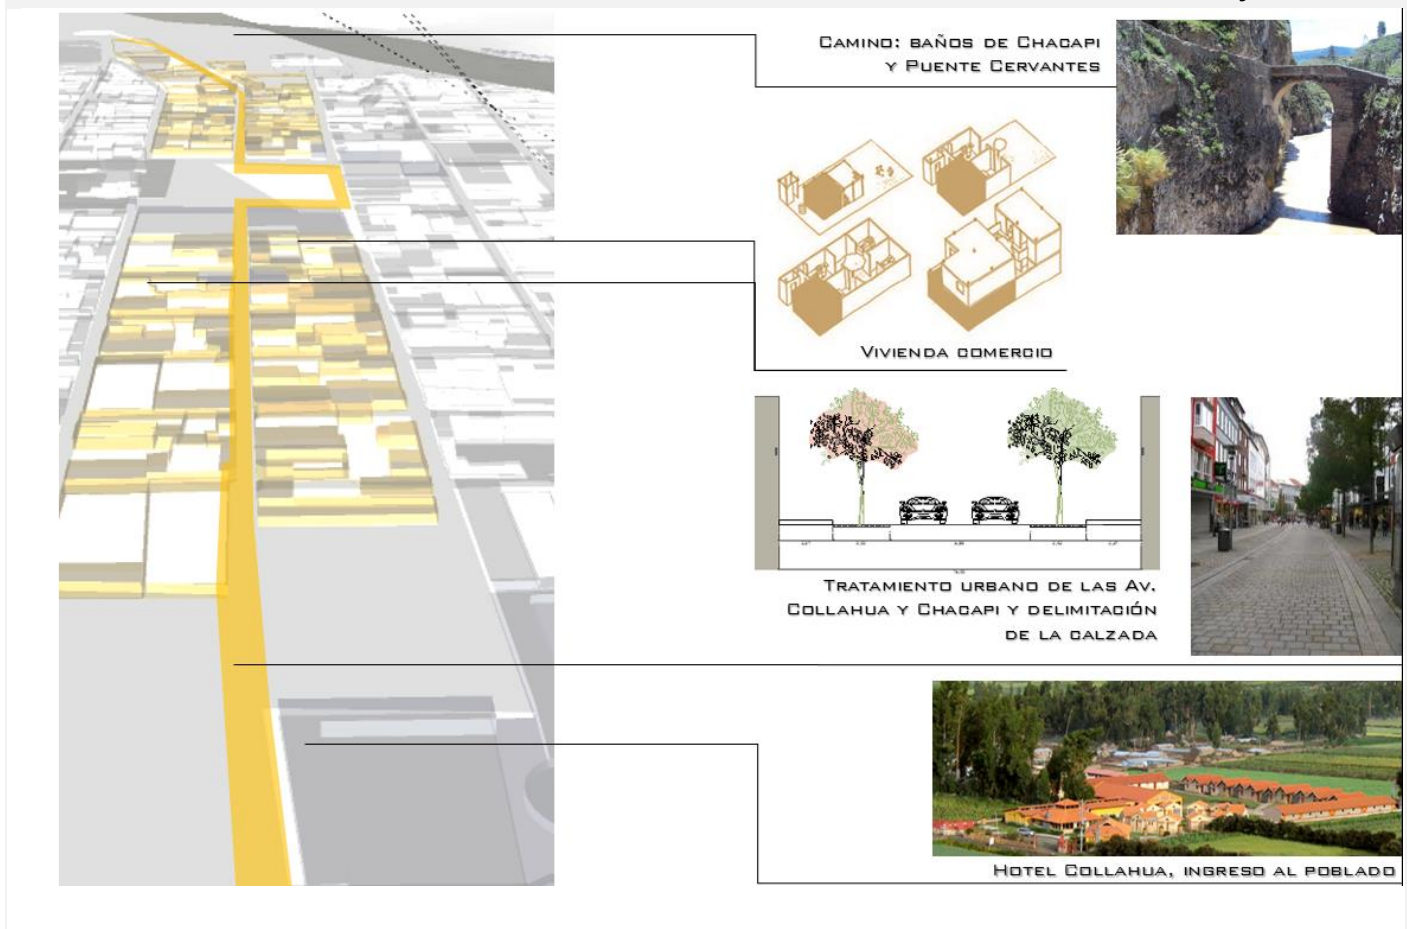 CAMINO: BAÑOS DE CHACAPI
Y PUENTE CERVANTES
VIVIENDA COMERCIO
TRATAMIENTO URBANO DE LAS AV.
COLLAHUA Y CHACAPI Y DELIMITACIÓN
DE LA CALZADA
HOTEL COLLAHUA, INGRESO AL POBLADO